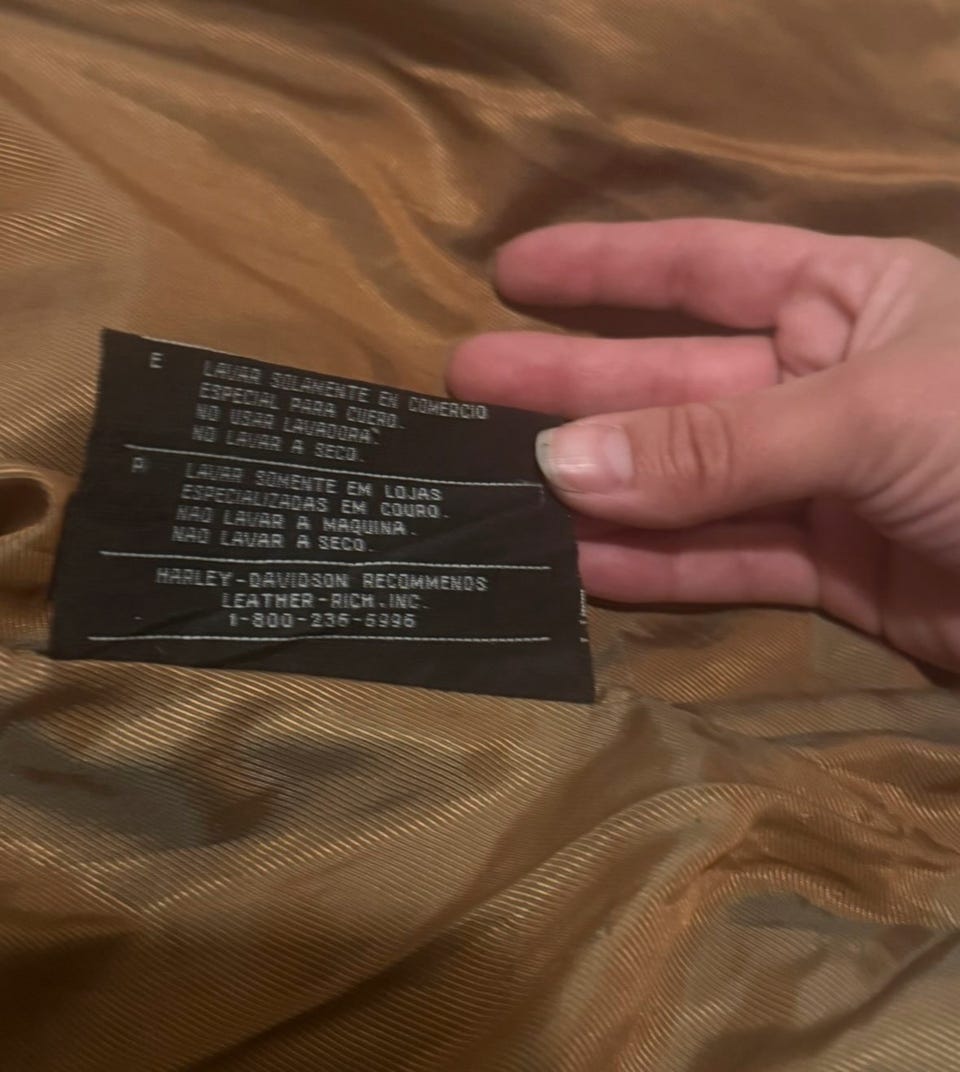 E LAVAR SOLAMENTE EN COMERCIO
ESPECIAL PARA CUERO.
NO USAR LAVADORA.
NO LAVAR A SECO.
P LAVAR SOMENTE EM LOJAS
ESPECIALIZADAS EM COURO.
NAO LAVAR A MAQUINA.
NAO LAVAR A SECO.
HARLEY-DAVIDSON RECOMMENDS
LEATHER-RICH.INC.
1-800-236-6996